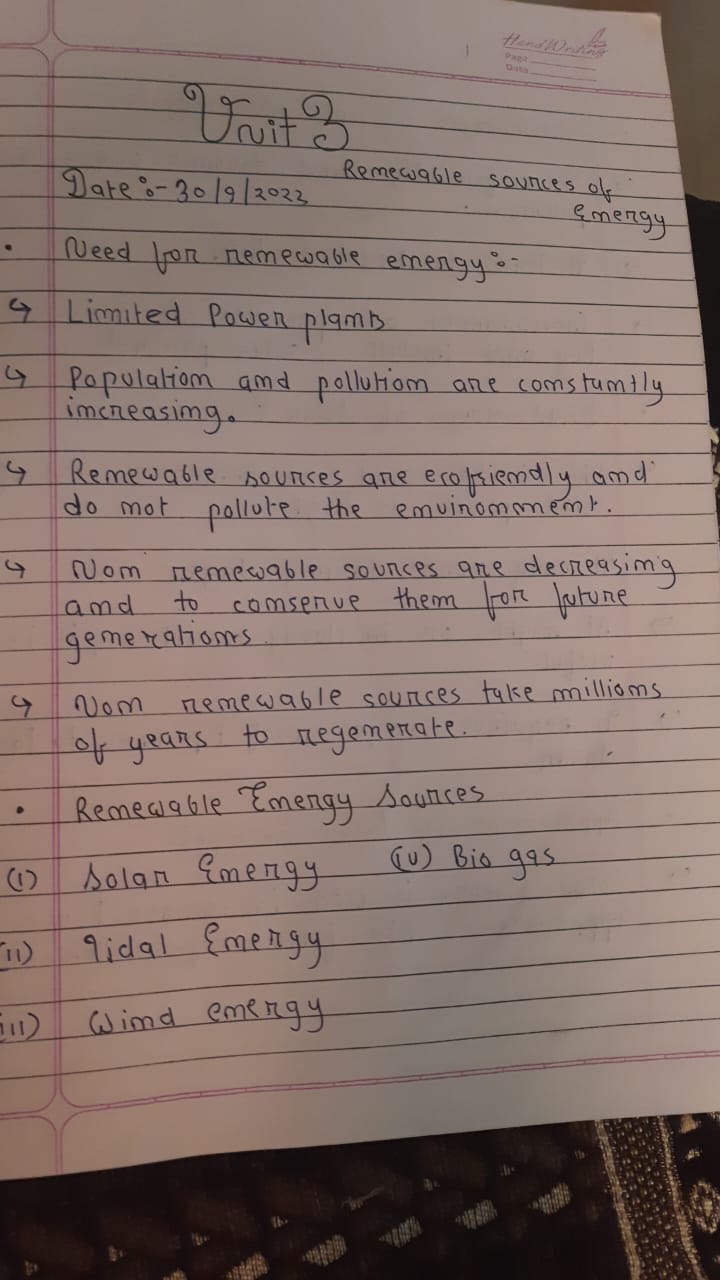 Hand Writing
Page
Date
Unit 3
Renewable sources of
Date :- 30/9/2023
Energy
• Need for renewable energy :-
↪ Limited Power plants
↪ Population and pollution are constantly
increasing.
↪ Renewable sources are ecofriendly and
do not pollute the environment.
↪ Non renewable sources are decreasing
and to conserve them for future
generations
↪ Non renewable sources take millions
of years to regenerate.
• Renewable Energy Sources
(i) Solar Energy (iv) Bio gas
ii) Tidal Energy
iii) Wind energy